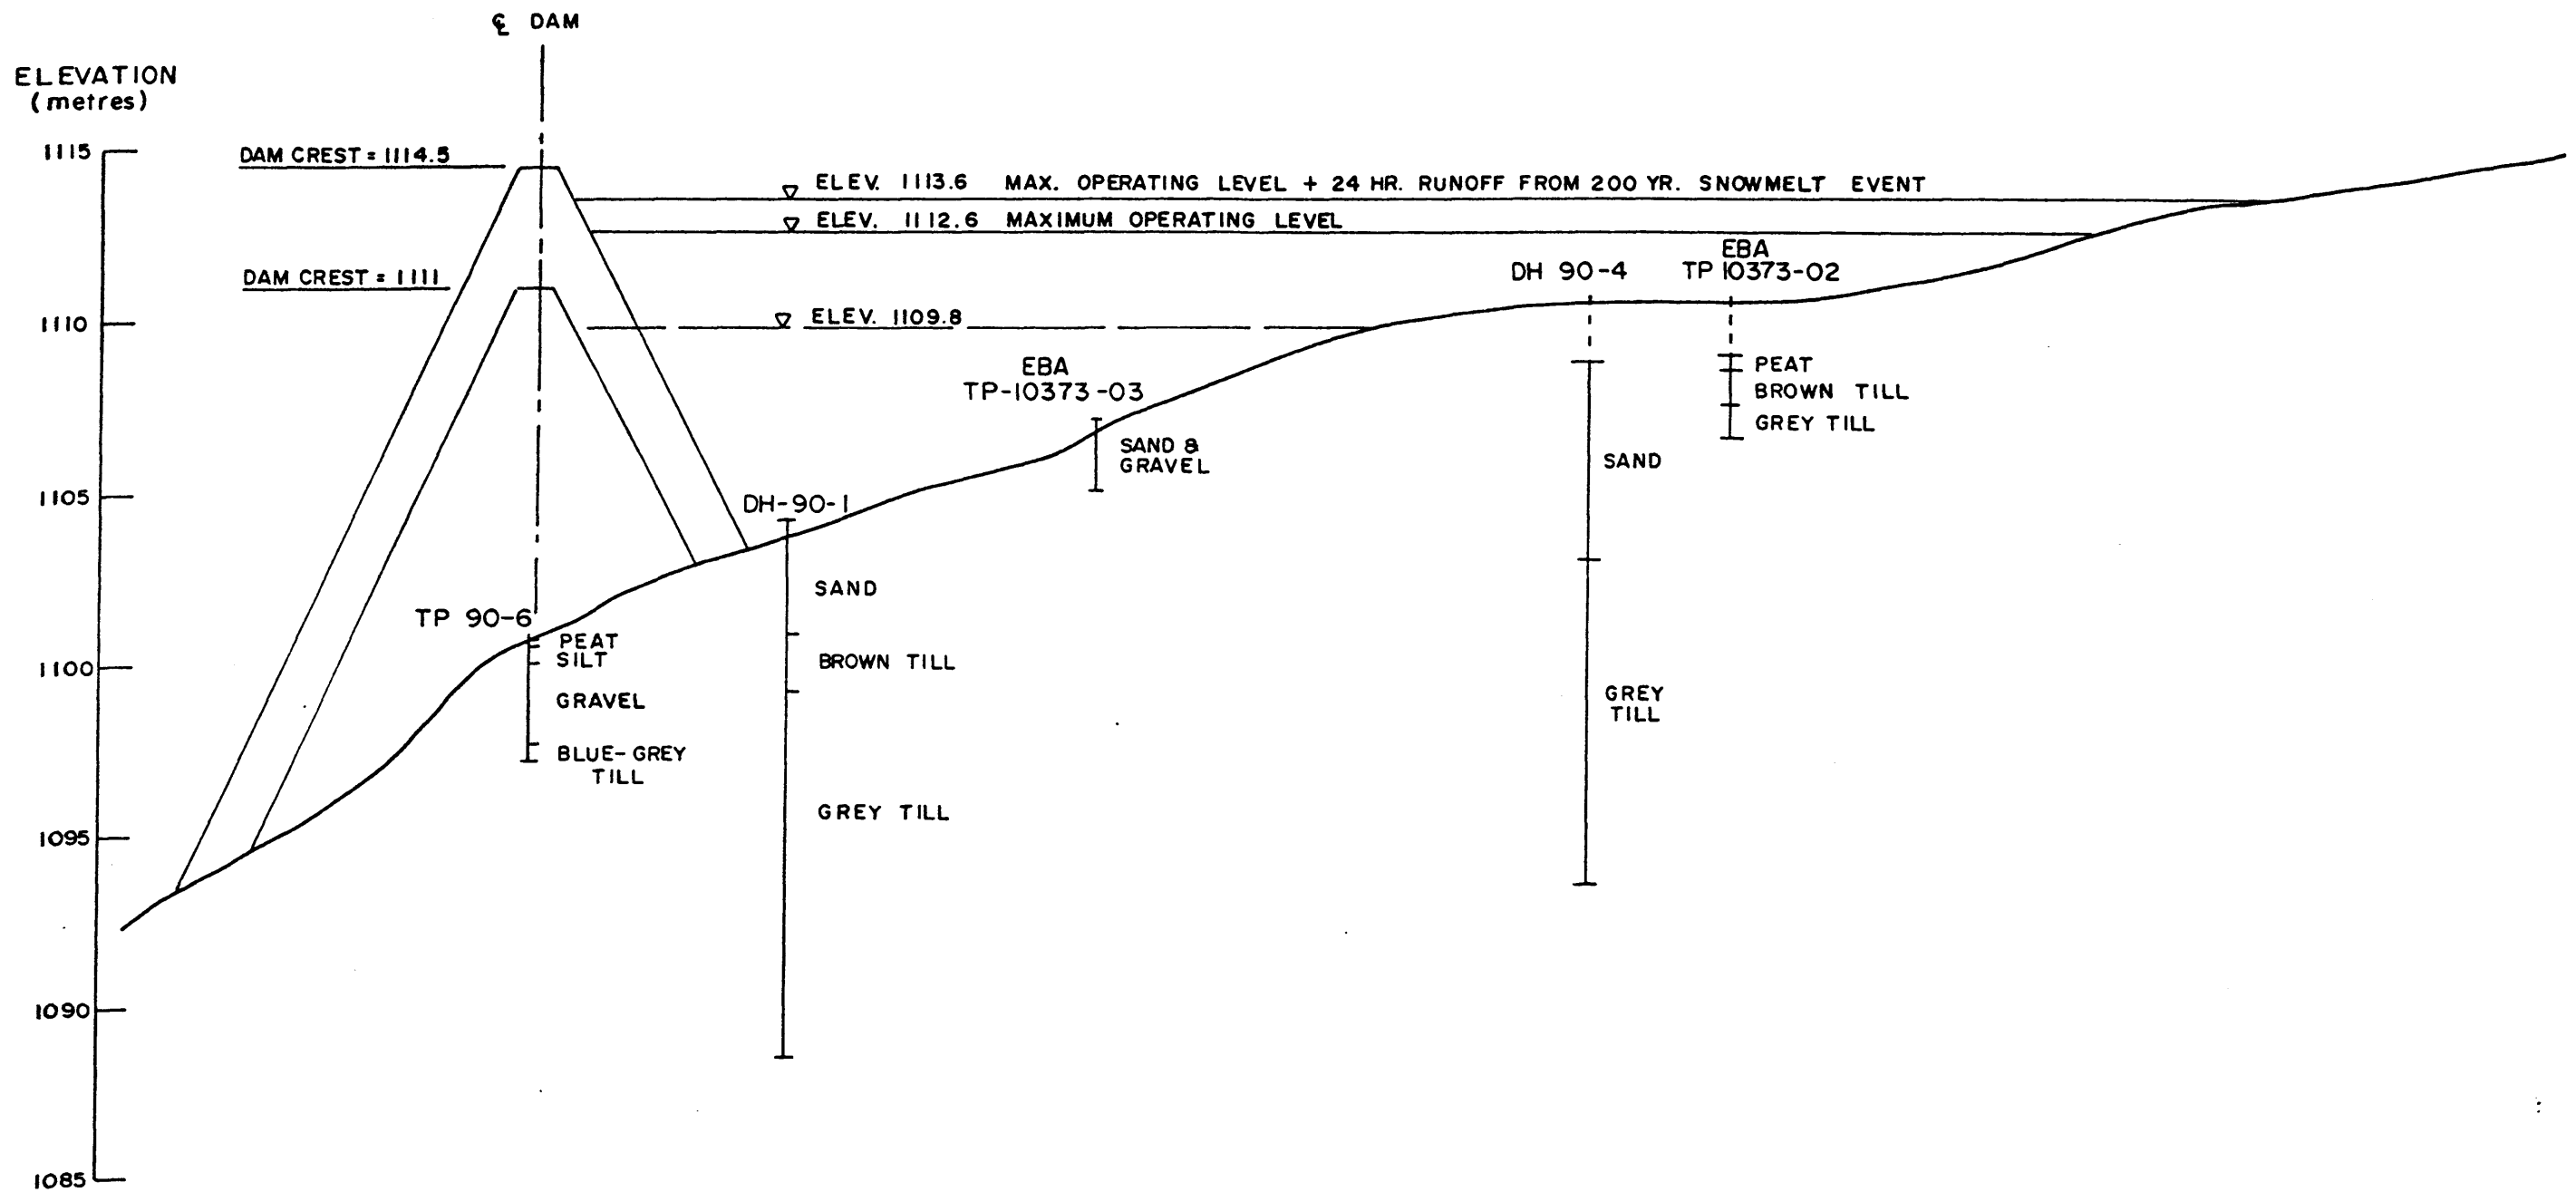 ℄ DAM
ELEVATION
(metres)
1115
DAM CREST = 1114.5
ELEV. 1113.6 MAX. OPERATING LEVEL + 24 HR. RUNOFF FROM 200 YR. SNOWMELT EVENT
ELEV. 1112.6 MAXIMUM OPERATING LEVEL
EBA
TP 10373-02
DH 90-4
DAM CREST = 1111
1110
ELEV. 1109.8
EBA
TP-10373-03
PEAT
BROWN TILL
GREY TILL
SAND &
GRAVEL
SAND
1105
DH-90-1
SAND
TP 90-6
PEAT
SILT
1100
BROWN TILL
GRAVEL
GREY
TILL
BLUE-GREY
TILL
GREY TILL
1095
1090
1085